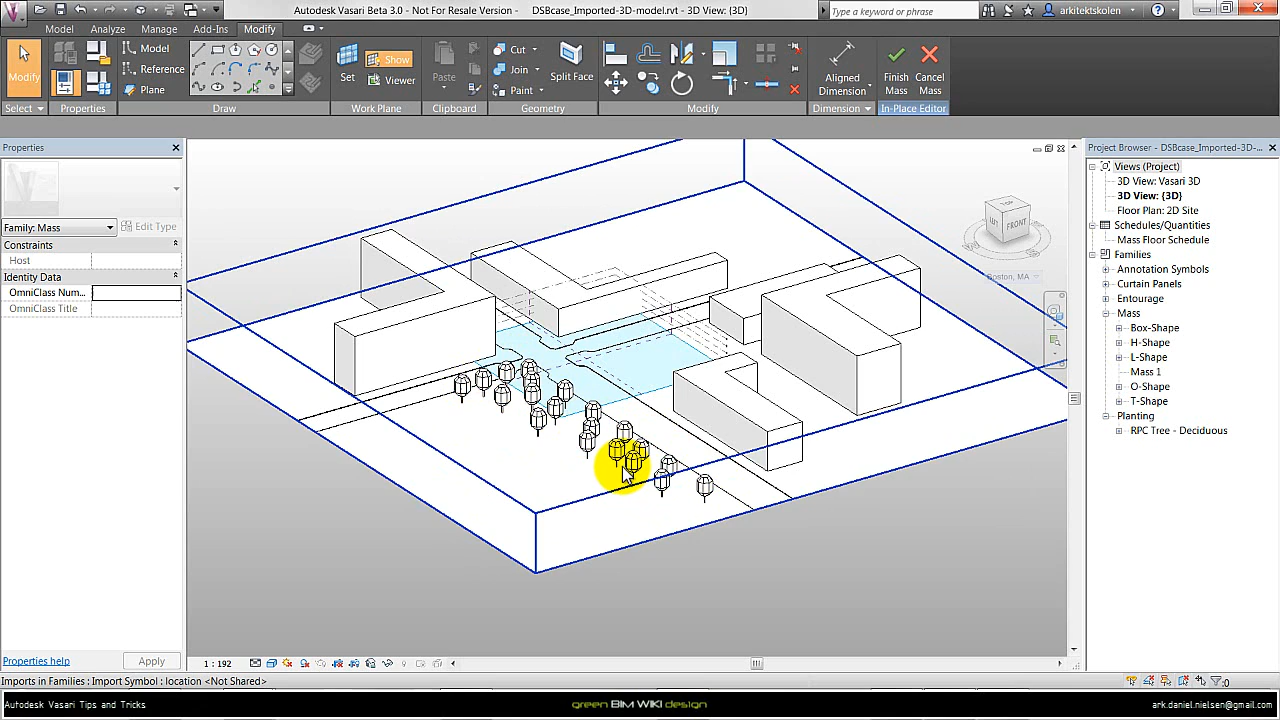 Autodesk Vasari Beta 3.0 - Not For Resale Version - DSBcase_Imported-3D-model.rvt - 3D View: {3D}
Type a keyword or phrase
arkitektskolen
Model
Analyze
Manage
Add-Ins
Modify
Modify
Model
Reference
Plane
Set
Show
Viewer
Paste
Cut
Join
Paint
Split Face
Aligned
Dimension
Finish
Mass
Cancel
Mass
Select
Properties
Draw
Work Plane
Clipboard
Geometry
Modify
Dimension
In-Place Editor
Properties
Family: Mass
Edit Type
Constraints
Host
Identity Data
OmniClass Num...
OmniClass Title
Properties help
Apply
TOP
LEFT
FRONT
Boston, MA
1 : 192
Project Browser - DSBcase_Imported-3D-...
Views (Project)
3D View: Vasari 3D
3D View: {3D}
Floor Plan: 2D Site
Schedules/Quantities
Mass Floor Schedule
Families
Annotation Symbols
Curtain Panels
Entourage
Mass
Box-Shape
H-Shape
L-Shape
Mass 1
O-Shape
T-Shape
Planting
RPC Tree - Deciduous
Imports in Families : Import Symbol : location <Not Shared>
:0
Autodesk Vasari Tips and Tricks
green BIM WIKI design
ark.daniel.nielsen@gmail.com